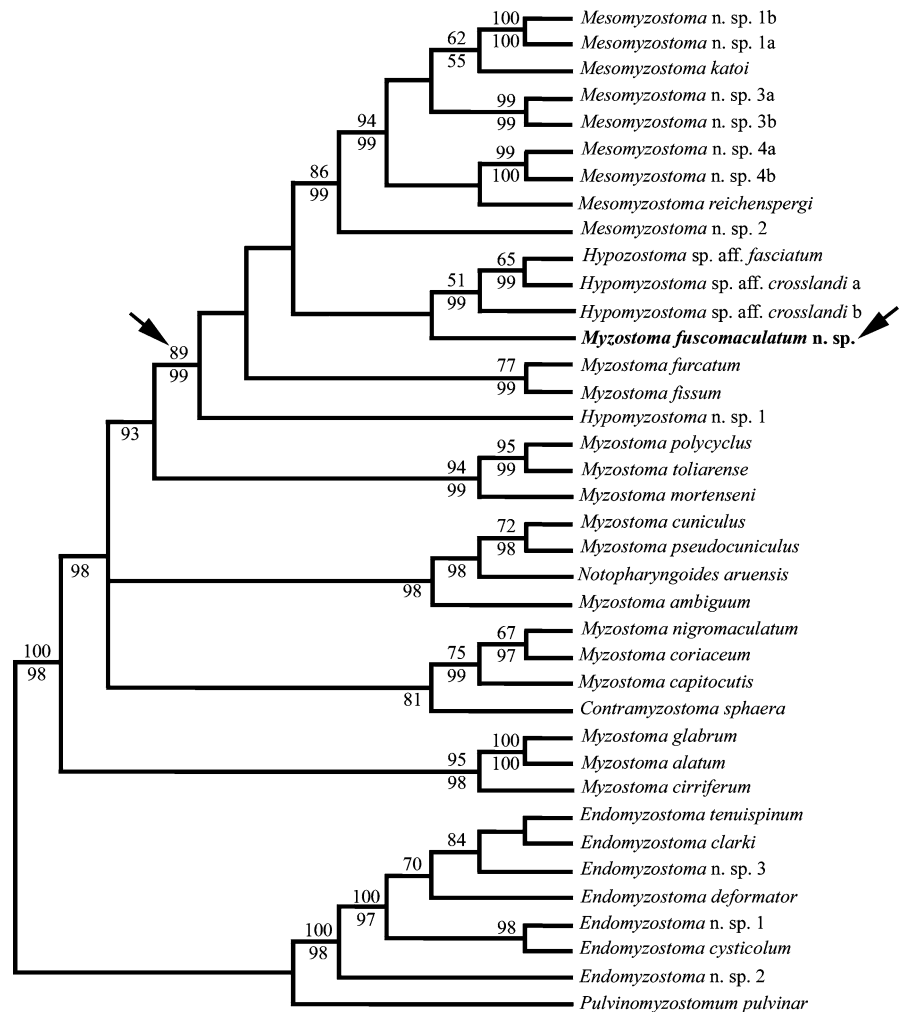 100
Mesomyzostoma n. sp. 1b
62
100
Mesomyzostoma n. sp. 1a
55
Mesomyzostoma katoi
99
Mesomyzostoma n. sp. 3a
94
99
Mesomyzostoma n. sp. 3b
99
99
Mesomyzostoma n. sp. 4a
86
100
Mesomyzostoma n. sp. 4b
99
Mesomyzostoma reichenspergi
Mesomyzostoma n. sp. 2
65
Hypozostoma sp. aff. fasciatum
51
99
Hypomyzostoma sp. aff. crosslandi a
99
Hypomyzostoma sp. aff. crosslandi b
Myzostoma fuscomaculatum n. sp.
89
77
Myzostoma furcatum
99
99
Myzostoma fissum
Hypomyzostoma n. sp. 1
93
95
Myzostoma polycyclus
94
99
Myzostoma toliarense
99
Myzostoma mortenseni
72
Myzostoma cuniculus
98
Myzostoma pseudocuniculus
98
98
Notopharyngoides aruensis
98
Myzostoma ambiguum
67
Myzostoma nigromaculatum
100
75
97
Myzostoma coriaceum
98
99
Myzostoma capitocutis
81
Contramyzostoma sphaera
100
Myzostoma glabrum
95
100
Myzostoma alatum
98
Myzostoma cirriferum
Endomyzostoma tenuispinum
84
Endomyzostoma clarki
70
Endomyzostoma n. sp. 3
100
Endomyzostoma deformator
97
98
Endomyzostoma n. sp. 1
100
Endomyzostoma cysticolum
98
Endomyzostoma n. sp. 2
Pulvinomyzostomum pulvinar